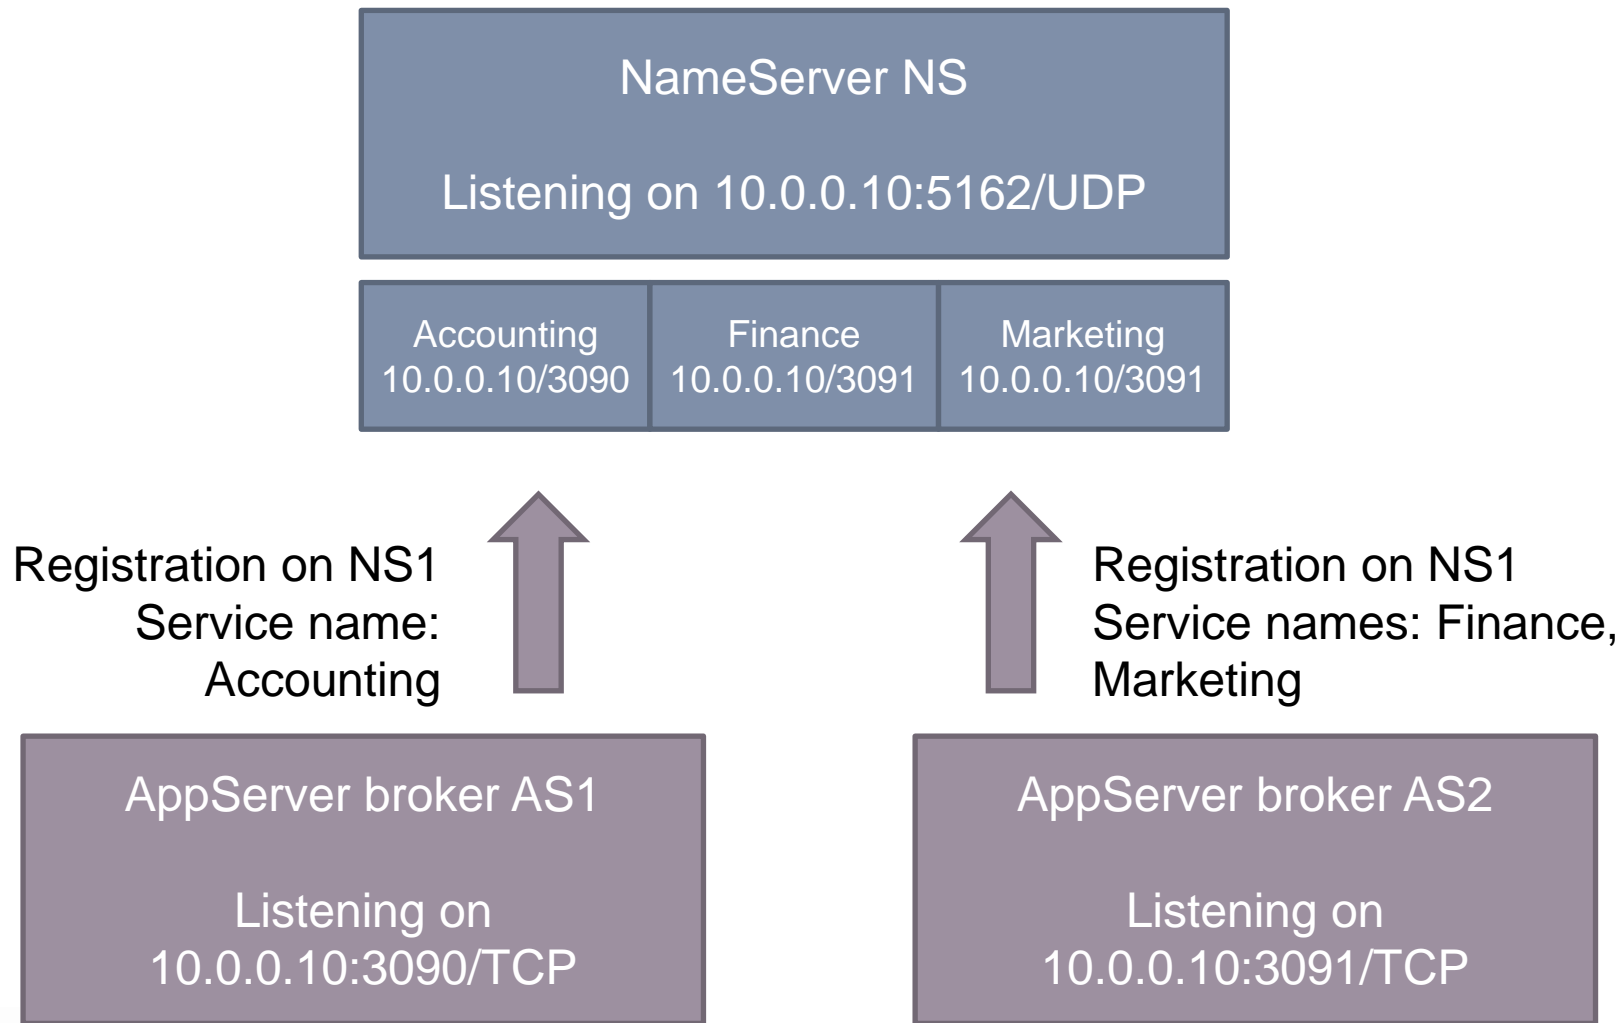 NameServer NS
Listening on 10.0.0.10:5162/UDP
Accounting
10.0.0.10/3090
Finance
10.0.0.10/3091
Marketing
10.0.0.10/3091
Registration on NS1
Service name:
Accounting
Registration on NS1
Service names: Finance,
Marketing
AppServer broker AS1
Listening on
10.0.0.10:3090/TCP
AppServer broker AS2
Listening on
10.0.0.10:3091/TCP